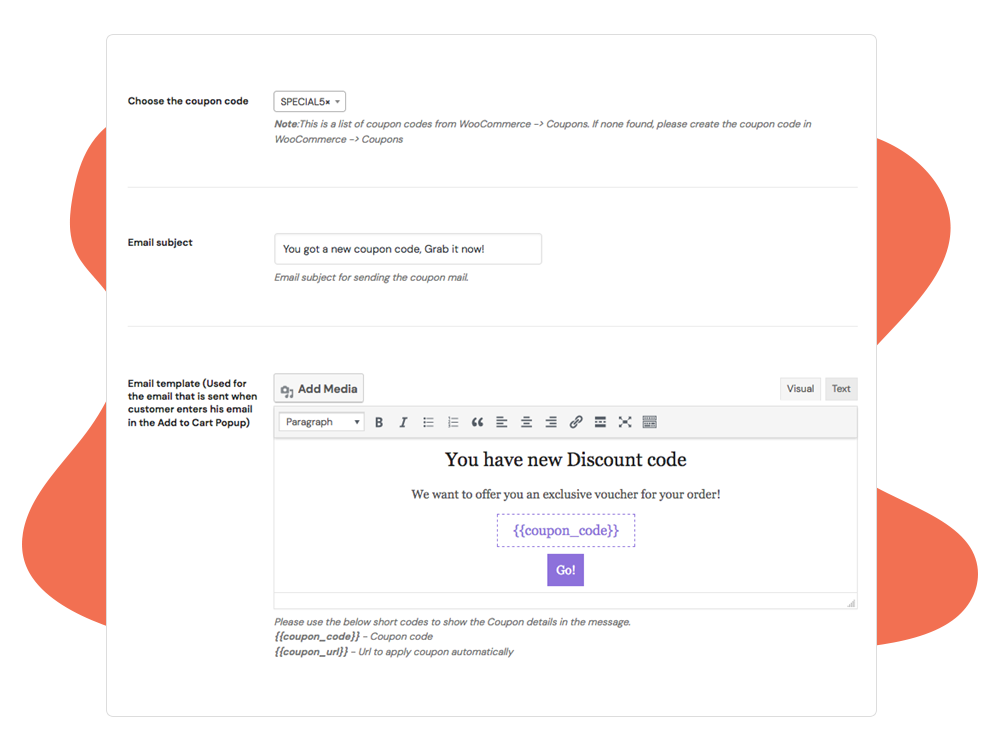 Choose the coupon code
SPECIAL5×
Note:This is a list of coupon codes from WooCommerce -> Coupons. If none found, please create the coupon code in
WooCommerce -> Coupons
Email subject
You got a new coupon code, Grab it now!
Email subject for sending the coupon mail.
Email template (Used for
the email that is sent when
customer enters his email
in the Add to Cart Popup)
Add Media
Visual
Text
Paragraph
B
I
You have new Discount code
We want to offer you an exclusive voucher for your order!
{{coupon_code}}
Go!
Please use the below short codes to show the Coupon details in the message.
{{coupon_code}} - Coupon code
{{coupon_url}} - Url to apply coupon automatically